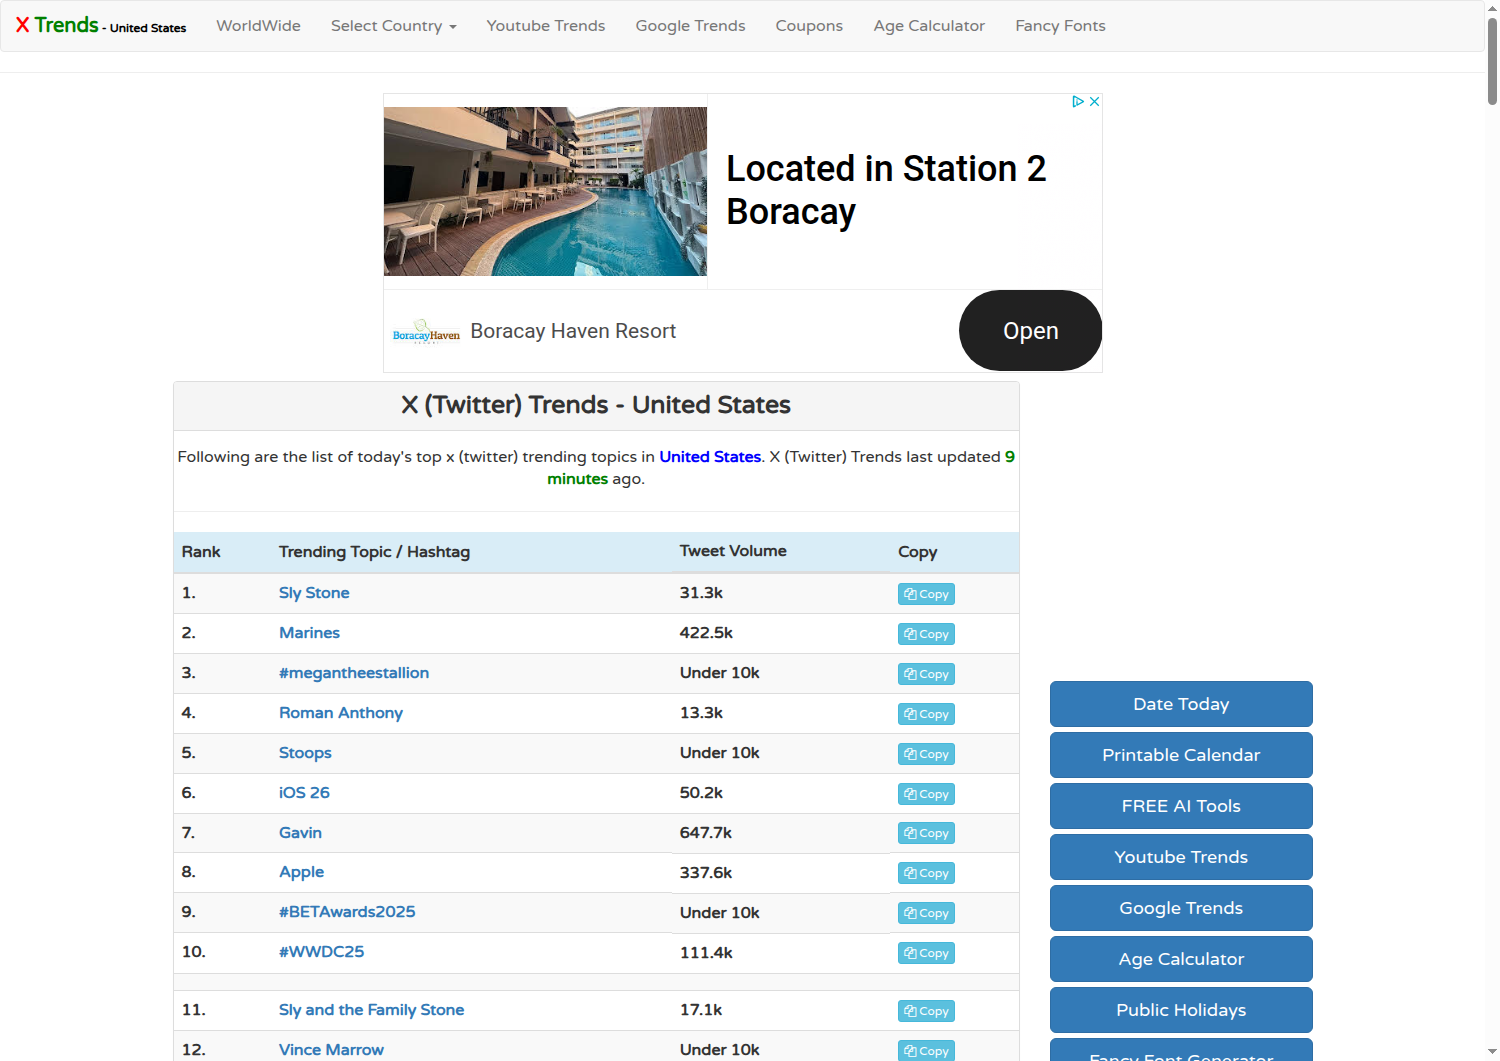 X Trends - United States
WorldWide
Select Country
Youtube Trends
Google Trends
Coupons
Age Calculator
Fancy Fonts
Located in Station 2
Boracay
BoracayHaven
Boracay Haven Resort
Open
X (Twitter) Trends - United States
Following are the list of today's top x (twitter) trending topics in United States. X (Twitter) Trends last updated 9
minutes ago.
Rank Trending Topic / Hashtag Tweet Volume Copy
1. Sly Stone 31.3k Copy
2. Marines 422.5k Copy
3. #megantheestallion Under 10k Copy
4. Roman Anthony 13.3k Copy
5. Stoops Under 10k Copy
6. iOS 26 50.2k Copy
7. Gavin 647.7k Copy
8. Apple 337.6k Copy
9. #BETAwards2025 Under 10k Copy
10. #WWDC25 111.4k Copy
11. Sly and the Family Stone 17.1k Copy
12. Vince Marrow Under 10k Copy
Date Today
Printable Calendar
FREE AI Tools
Youtube Trends
Google Trends
Age Calculator
Public Holidays
Fancy Font Generator